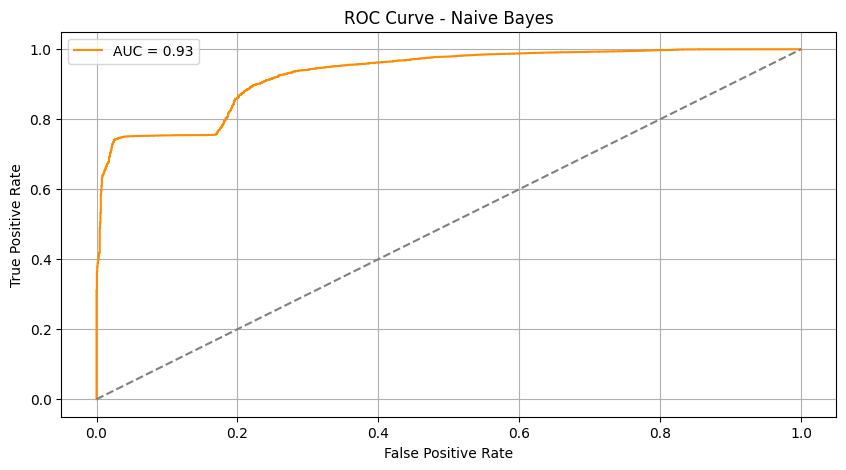 ROC Curve - Naive Bayes
AUC = 0.93
1.0
0.8
0.6
0.4
0.2
0.0
True Positive Rate
0.0 0.2 0.4 0.6 0.8 1.0
False Positive Rate